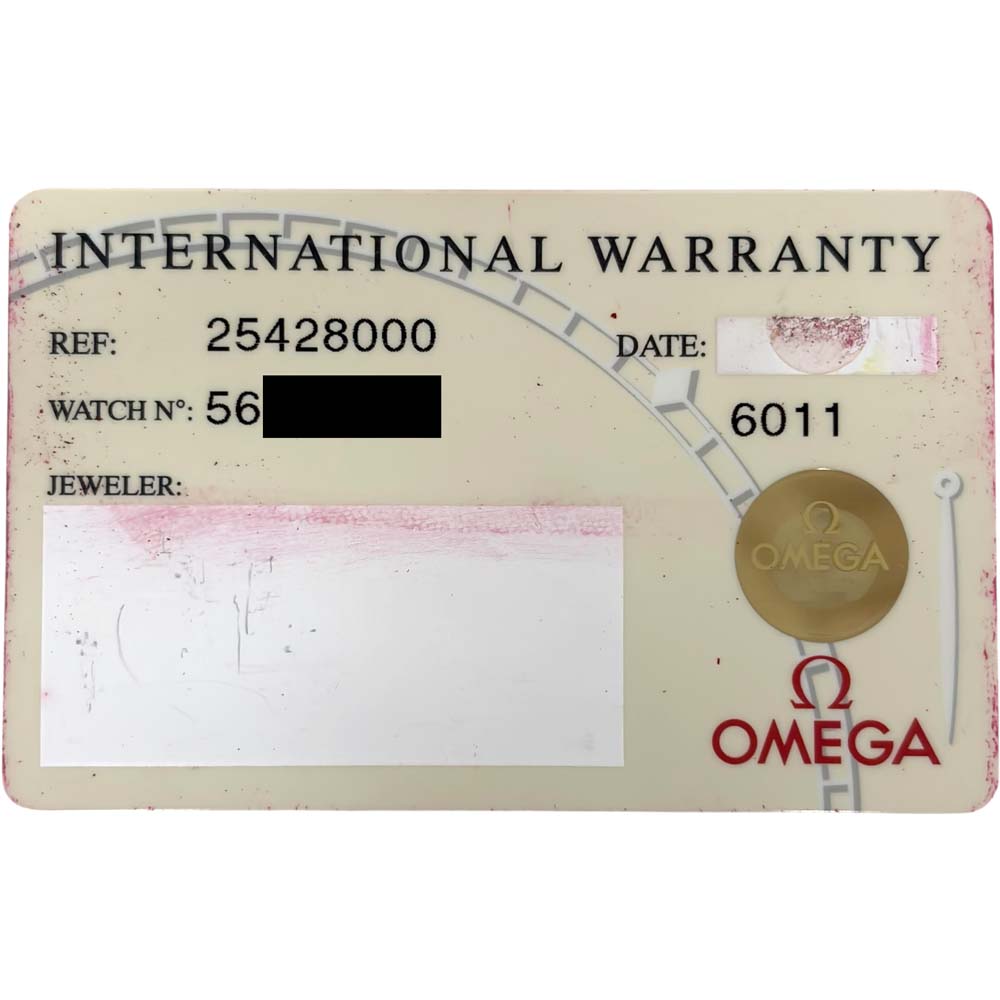 INTERNATIONAL WARRANTY
REF: 25428000 DATE:
WATCH N°: 56
6011
JEWELER:
Ω
OMEGA
Ω
OMEGA